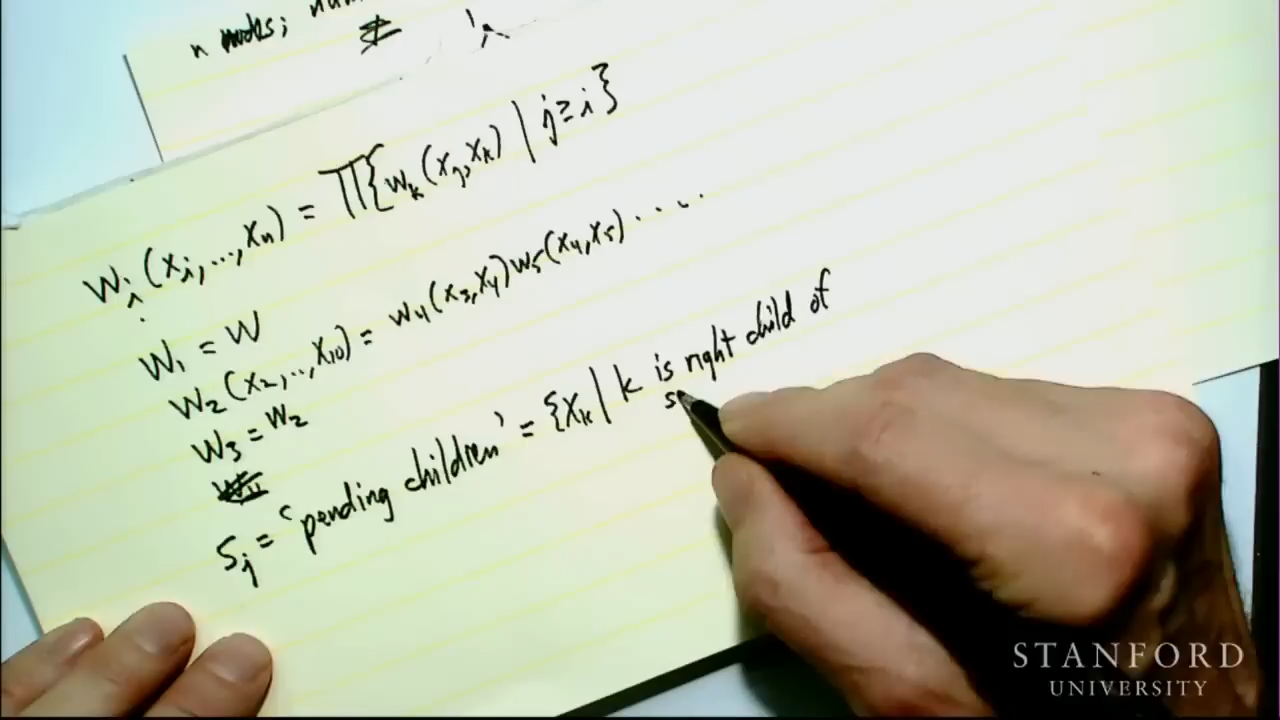 n nodes;
W_i (x_i, ..., x_n) = ∏{w_k (x_j, x_k) | j ≥ i}
W_1 = W
W_2 (x_2, ..., x_10) = w_4(x_3, x_4) w_5(x_4, x_5) .....
W_3 = W_2
S_j = 'pending children' = {x_k | k is right child of
STANFORD
UNIVERSITY